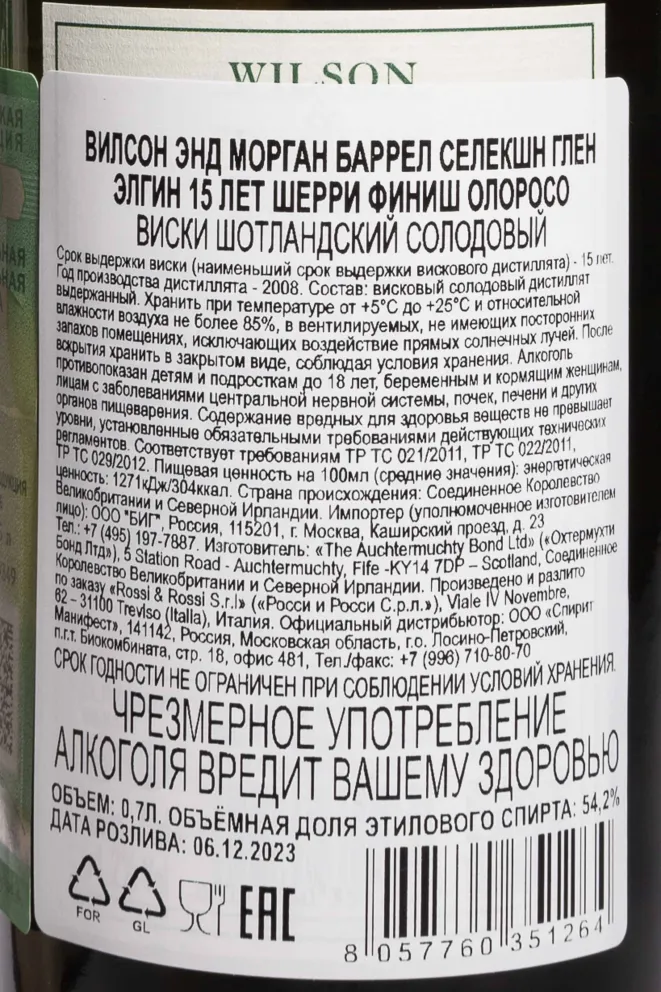 WILSON
ВИЛСОН ЭНД МОРГАН БАРРЕЛ СЕЛЕКШН ГЛЕН
ЭЛГИН 15 ЛЕТ ШЕРРИ ФИНИШ ОЛОРОСО
ВИСКИ ШОТЛАНДСКИЙ СОЛОДОВЫЙ
Срок выдержки виски (наименьший срок выдержки вискового дистиллята) - 15 лет.
Год производства дистиллята - 2008. Состав: висковый солодовый дистиллят
выдержанный. Хранить при температуре от +5°С до +25°С и относительной
влажности воздуха не более 85%, в вентилируемых, не имеющих посторонних
запахов помещениях, исключающих воздействие прямых солнечных лучей. После
вскрытия хранить в закрытом виде, соблюдая условия хранения. Алкоголь
противопоказан детям и подросткам до 18 лет, беременным и кормящим женщинам,
лицам с заболеваниями центральной нервной системы, почек, печени и других
органов пищеварения. Содержание вредных для здоровья веществ не превышает
уровни, установленные обязательными требованиями действующих технических
регламентов. Соответствует требованиям ТР ТС 021/2011, ТР ТС 022/2011,
ТР ТС 029/2012. Пищевая ценность на 100мл (средние значения): энергетическая
ценность: 1271кДж/304ккал. Страна происхождения: Соединенное Королевство
Великобритании и Северной Ирландии. Импортер (уполномоченное изготовителем
лицо): ООО "БИГ", Россия, 115201, г. Москва, Каширский проезд, д. 23
Тел.: +7 (495) 197-7887. Изготовитель: «The Auchtermuchty Bond Ltd» («Охтермухти
Бонд Лтд»), 5 Station Road - Auchtermuchty, Fife -KY14 7DP – Scotland, Соединенное
Королевство Великобритании и Северной Ирландии. Произведено и разлито
по заказу «Rossi & Rossi S.r.l» («Росси и Росси С.р.л.»), Viale IV Novembre,
62 – 31100 Treviso (Italia), Италия. Официальный дистрибьютор: ООО «Спирит
Манифест», 141142, Россия, Московская область, г.о. Лосино-Петровский,
п.г.т. Биокомбината, стр. 18, офис 481, Тел./факс: +7 (996) 710-80-70
СРОК ГОДНОСТИ НЕ ОГРАНИЧЕН ПРИ СОБЛЮДЕНИИ УСЛОВИЙ ХРАНЕНИЯ.
ЧРЕЗМЕРНОЕ УПОТРЕБЛЕНИЕ
АЛКОГОЛЯ ВРЕДИТ ВАШЕМУ ЗДОРОВЬЮ
ОБЪЕМ: 0,7Л. ОБЪЁМНАЯ ДОЛЯ ЭТИЛОВОГО СПИРТА: 54,2%
ДАТА РОЗЛИВА: 06.12.2023
FOR
GL
EAC
8 057760 351264